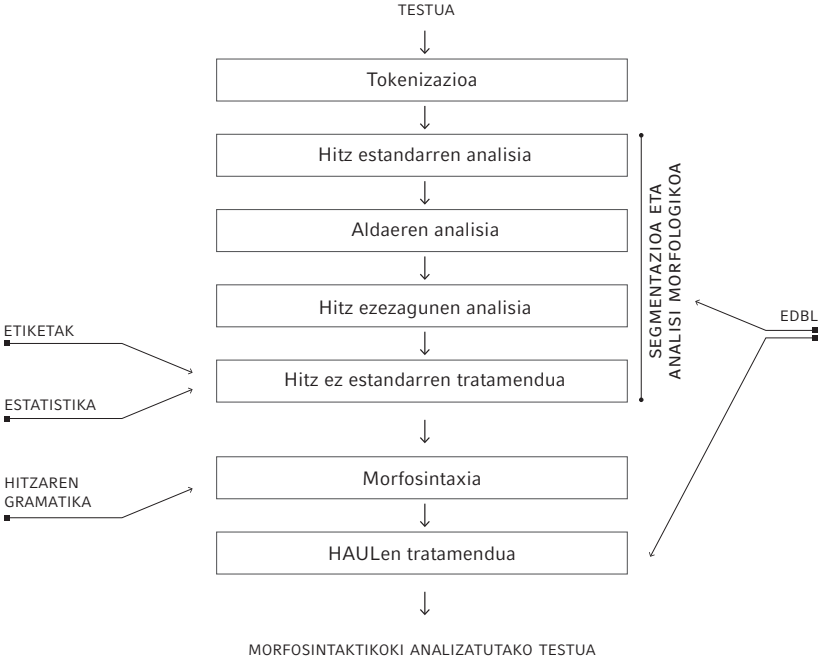 TESTUA
Tokenizazioa
Hitz estandarren analisia
Aldaeren analisia
Hitz ezezagunen analisia
Hitz ez estandarren tratamendua
SEGMENTAZIOA ETA
ANALISI MORFOLOGIKOA
EDBL
ETIKETAK
ESTATISTIKA
HITZAREN
GRAMATIKA
Morfosintaxia
HAULen tratamendua
MORFOSINTAKTIKOKI ANALIZATUTAKO TESTUA